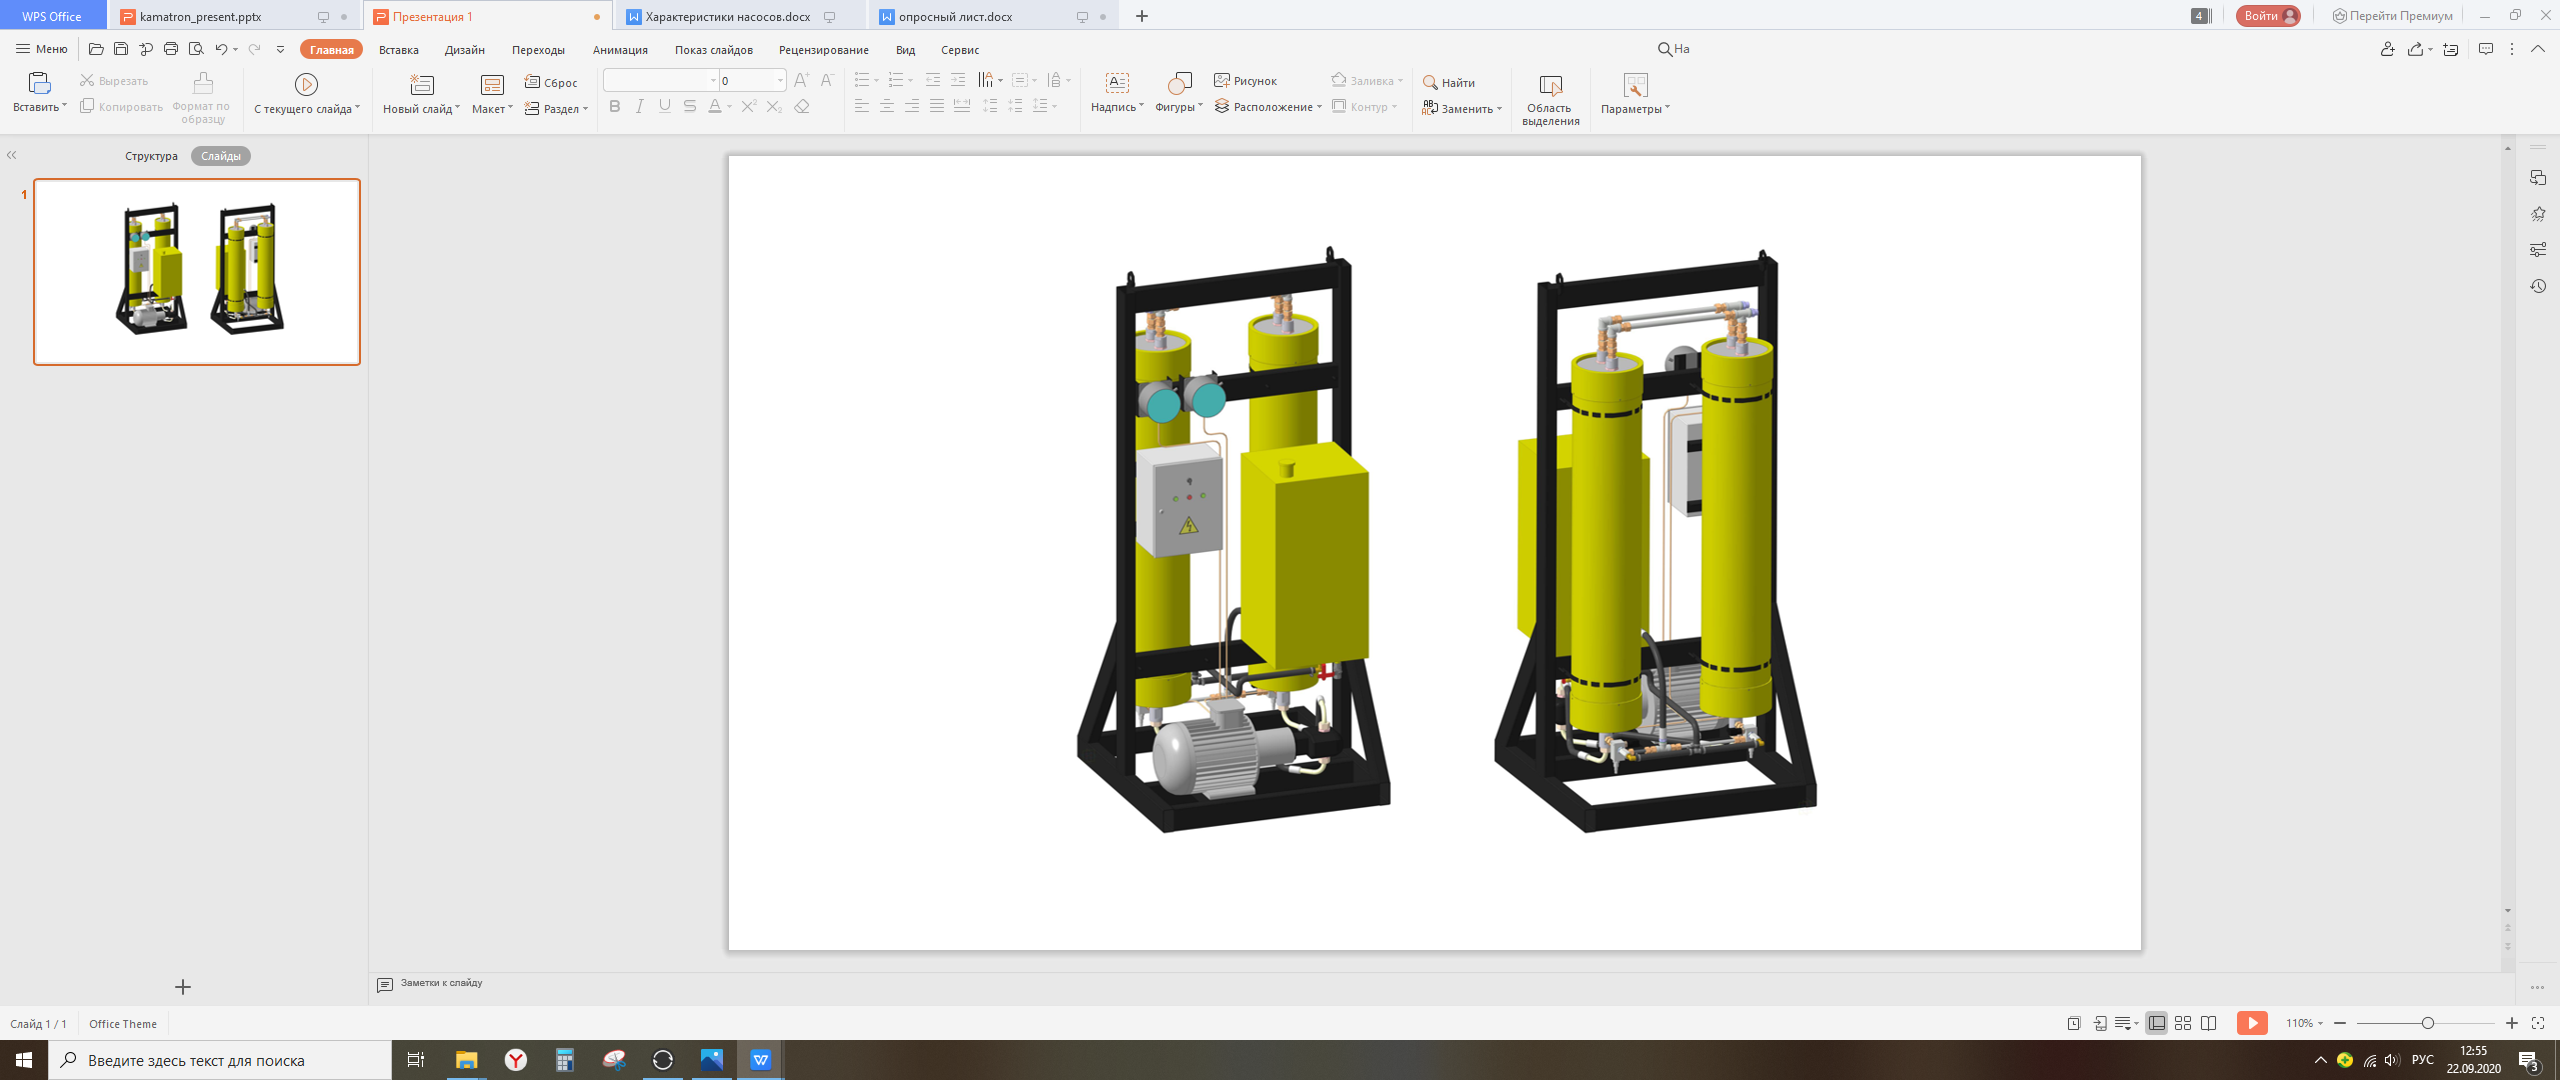 WPS Office
kamatron_present.pptx
Презентация 1
Характеристики насосов.docx
опросный лист.docx
4
Войти
Перейти Премиум
Меню
Главная
Вставка
Дизайн
Переходы
Анимация
Показ слайдов
Рецензирование
Вид
Сервис
На
Вставить
Вырезать
Копировать
Формат по
образцу
С текущего слайда
Новый слайд
Макет
Сброс
Раздел
0
Надпись
Фигуры
Рисунок
Расположение
Заливка
Контур
Найти
Заменить
Область
выделения
Параметры
Структура
Слайды
1
Заметки к слайду
Слайд 1 / 1
Office Theme
110%
Введите здесь текст для поиска
РУС
12:55
22.09.2020
3